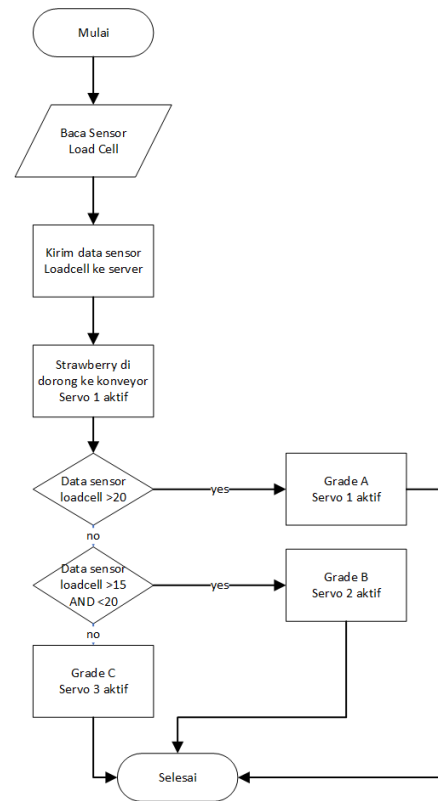 Mulai
Baca Sensor
Load Cell
Kirim data sensor
Loadcell ke server
Strawberry di
dorong ke konveyor
Servo 1 aktif
Data sensor
loadcell >20
yes
Grade A
Servo 1 aktif
no
Data sensor
loadcell >15
AND <20
yes
Grade B
Servo 2 aktif
no
Grade C
Servo 3 aktif
Selesai